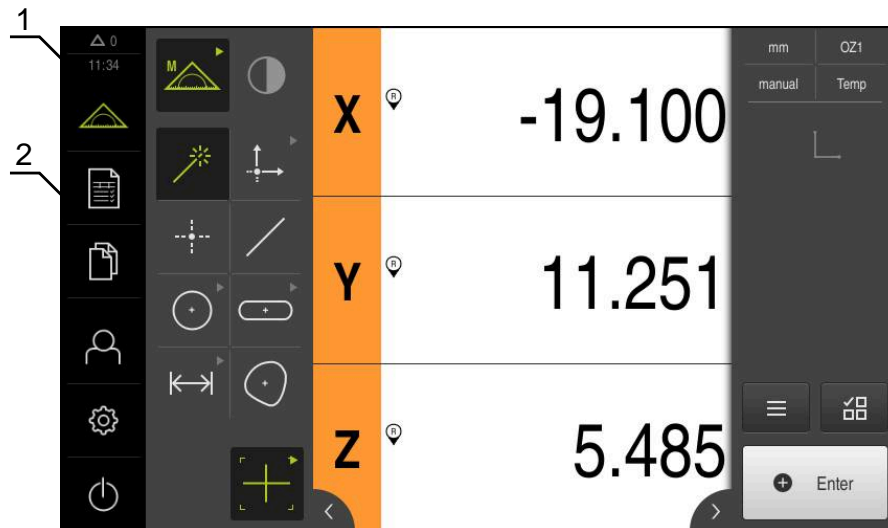 1
2
0
11:34
M
X
R
-19.100
Y
R
11.251
Z
R
5.485
mm
OZ1
manual
Temp
Enter